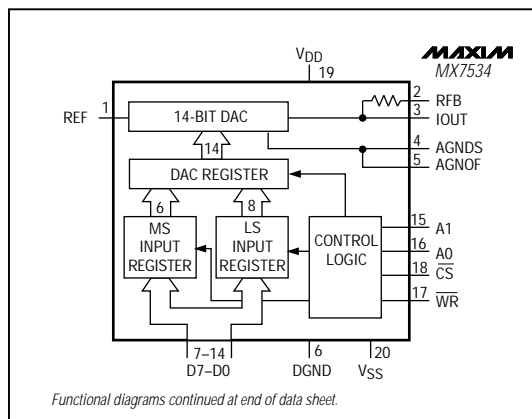 VDD
19
MAXIM
MX7534
REF
1
14-BIT DAC
2
RFB
3
IOUT
14
4
AGNDS
5
AGNOF
DAC REGISTER
6
8
MS
INPUT
REGISTER
LS
INPUT
REGISTER
CONTROL
LOGIC
15
A1
16
A0
18
CS
17
WR
7–14
D7–D0
6
DGND
20
VSS
Functional diagrams continued at end of data sheet.